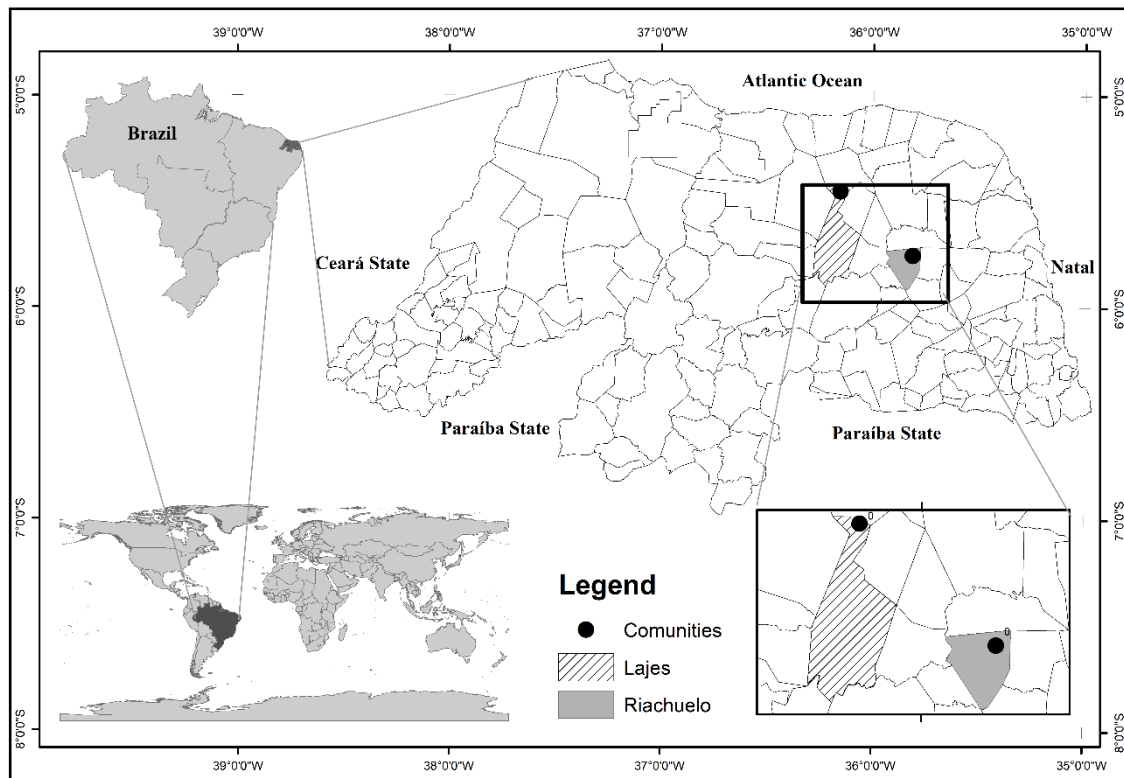 39°0'0"W 38°0'0"W 37°0'0"W 36°0'0"W 35°0'0"W
Atlantic Ocean
5°0'0"S 5°0'0"S
Brazil
Ceará State Natal
6°0'0"S 6°0'0"S
Paraíba State Paraíba State
7°0'0"S 7°0'0"S
0
Legend
Comunities
0
Lajes
Riachuelo
8°0'0"S 8°0'0"S
39°0'0"W 38°0'0"W 37°0'0"W 36°0'0"W 35°0'0"W